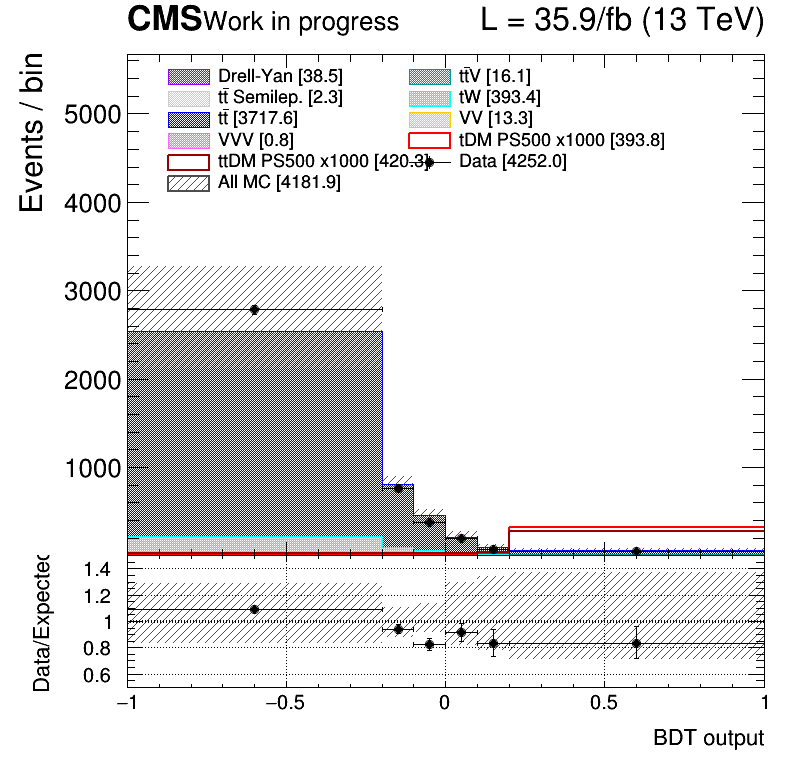 CMS Work in progress L = 35.9/fb (13 TeV)
Events / bin
Drell-Yan [38.5] tt̄V [16.1]
tt̄ Semilep. [2.3] tW [393.4]
tt̄ [3717.6] VV [13.3]
VVV [0.8] tDM PS500 x1000 [393.8]
ttDM PS500 x1000 [420.3] Data [4252.0]
All MC [4181.9]
5000
4000
3000
2000
1000
Data/Expected
1.4
1.2
1
0.8
0.6
−1 −0.5 0 0.5 1
BDT output